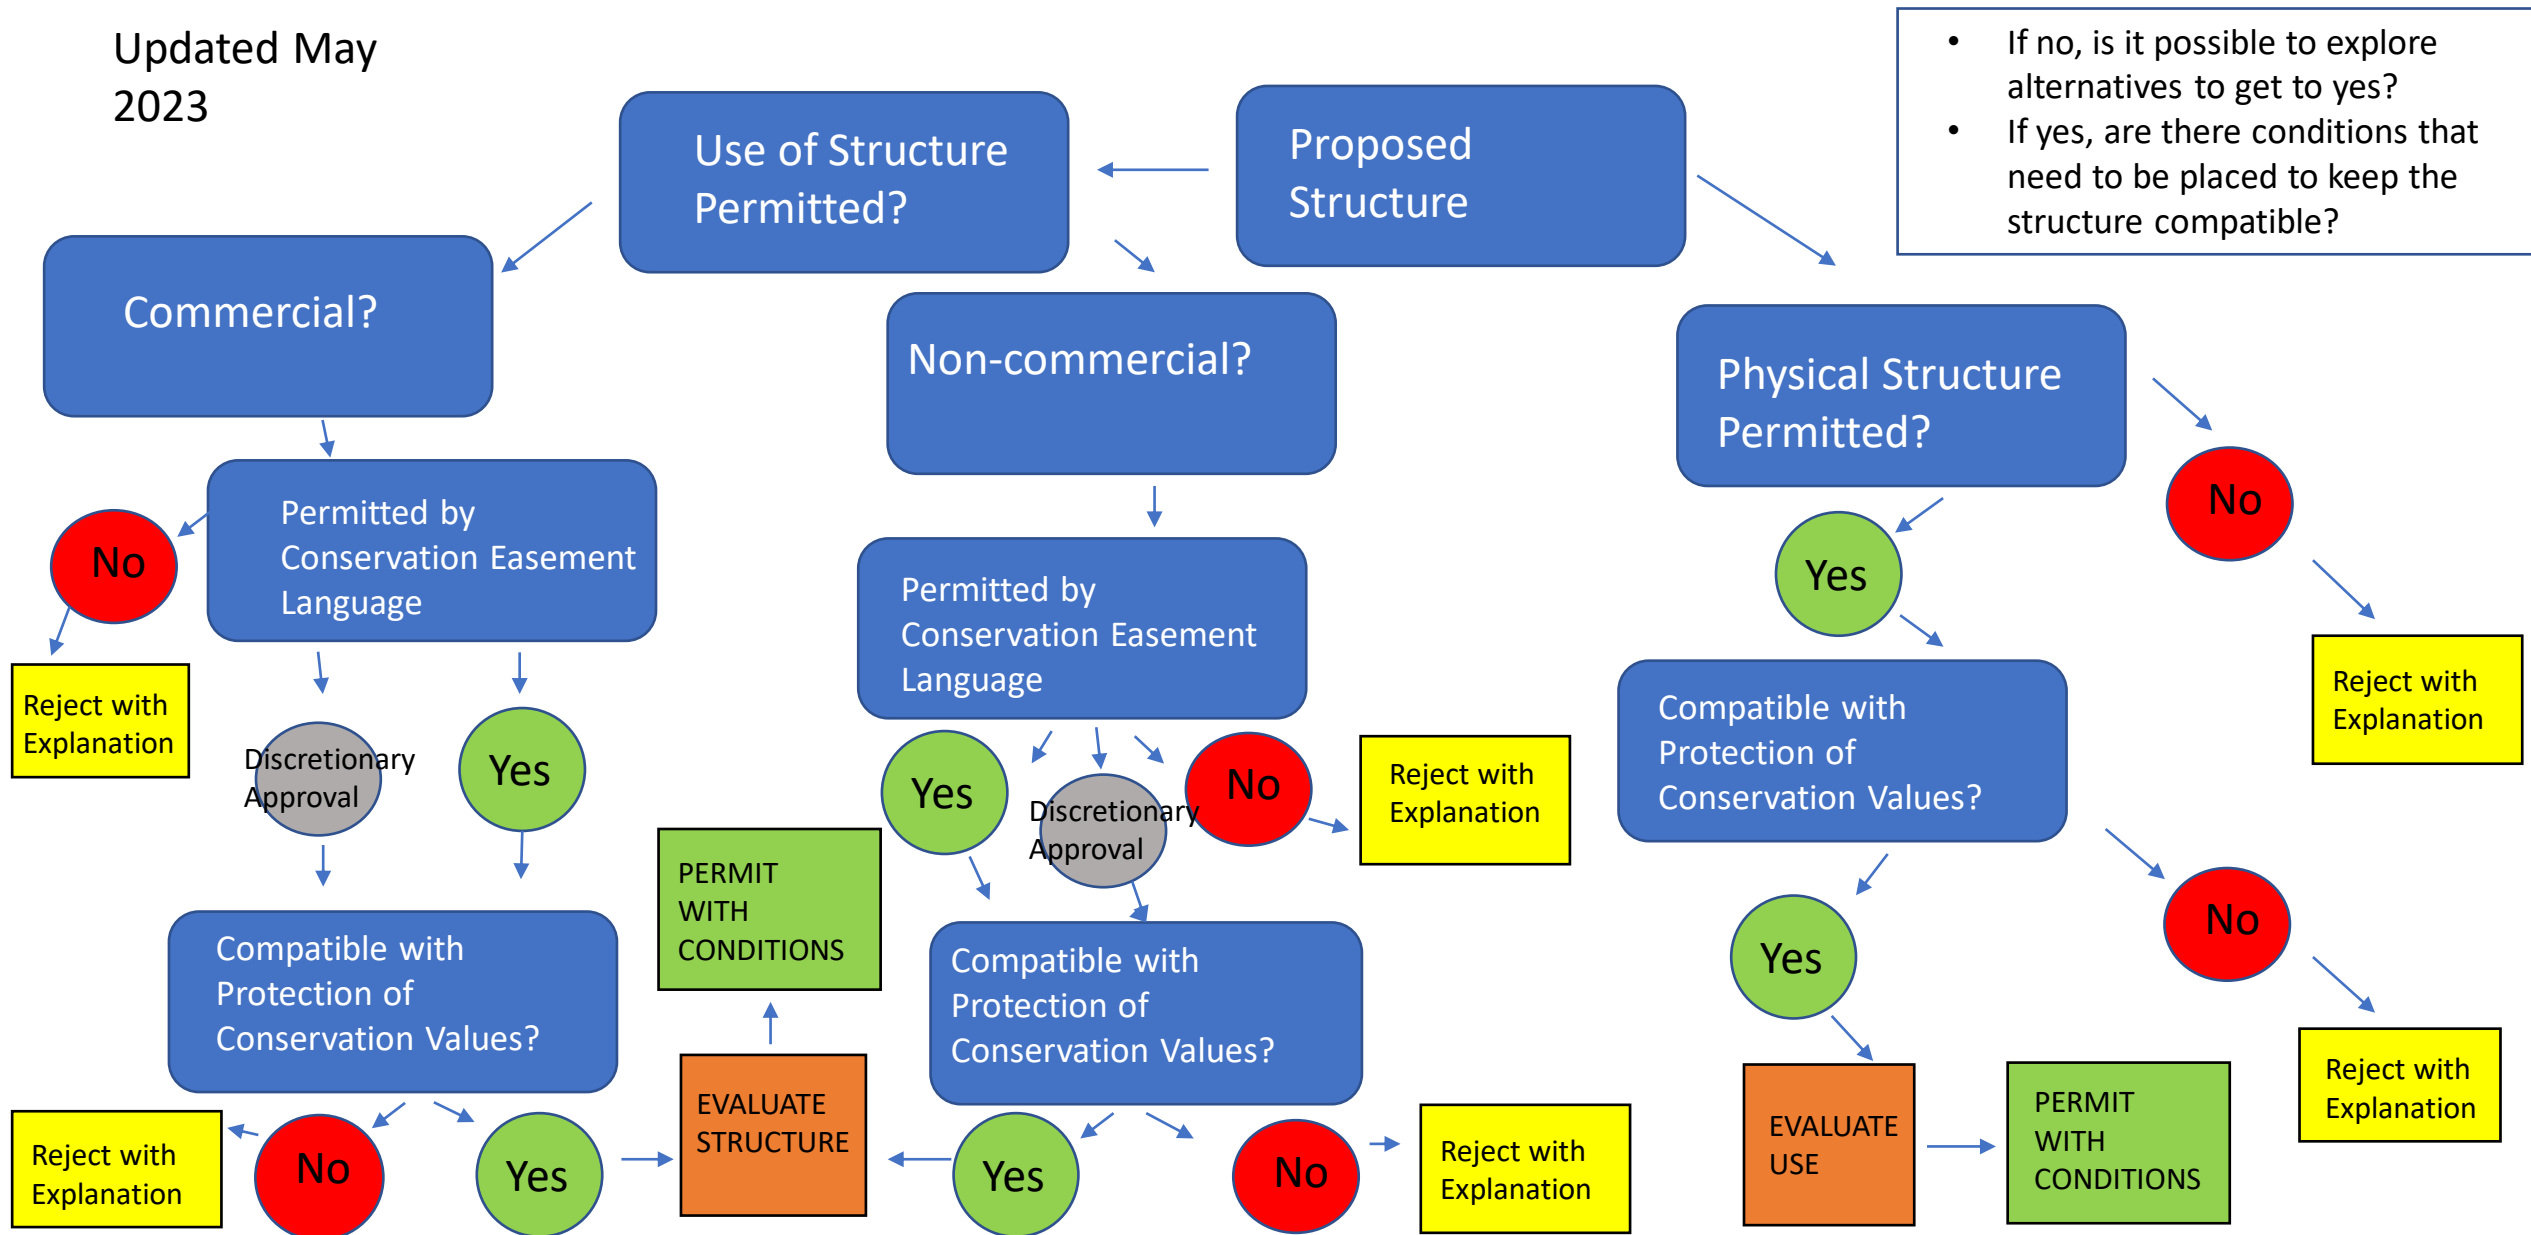 Updated May
2023
• If no, is it possible to explore
alternatives to get to yes?
• If yes, are there conditions that
need to be placed to keep the
structure compatible?
Use of Structure
Permitted?
Proposed
Structure
Commercial?
Non-commercial?
Physical Structure
Permitted?
No
Permitted by
Conservation Easement
Language
Reject with
Explanation
Discretionary
Approval
Yes
Compatible with
Protection of
Conservation Values?
Reject with
Explanation
No
Yes
PERMIT
WITH
CONDITIONS
EVALUATE
STRUCTURE
Permitted by
Conservation Easement
Language
Yes
Discretionary
Approval
No
Reject with
Explanation
Compatible with
Protection of
Conservation Values?
Yes
No
Reject with
Explanation
Yes
No
Reject with
Explanation
Compatible with
Protection of
Conservation Values?
Yes
No
Reject with
Explanation
EVALUATE
USE
PERMIT
WITH
CONDITIONS